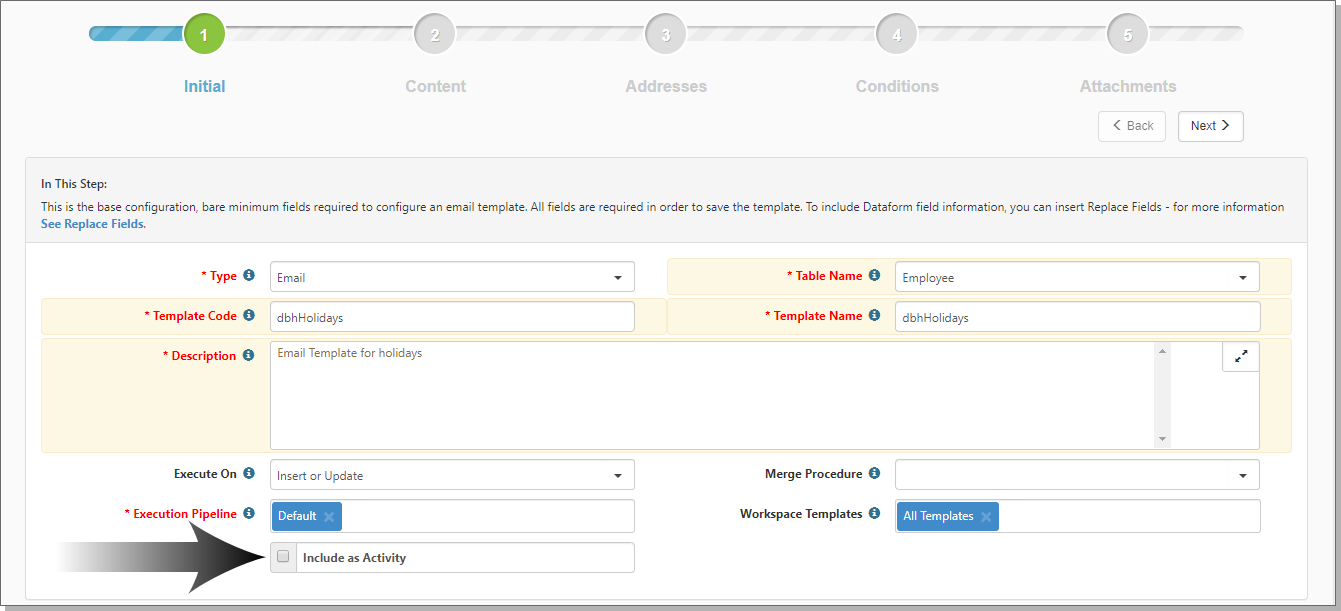 1 2 3 4 5
Initial Content Addresses Conditions Attachments
Back Next
In This Step:
This is the base configuration, bare minimum fields required to configure an email template. All fields are required in order to save the template. To include Dataform field information, you can insert Replace Fields - for more information
See Replace Fields.
* Type Email * Table Name Employee
* Template Code dbhHolidays * Template Name dbhHolidays
* Description Email Template for holidays
Execute On Insert or Update Merge Procedure
* Execution Pipeline Default × Workspace Templates All Templates ×
Include as Activity